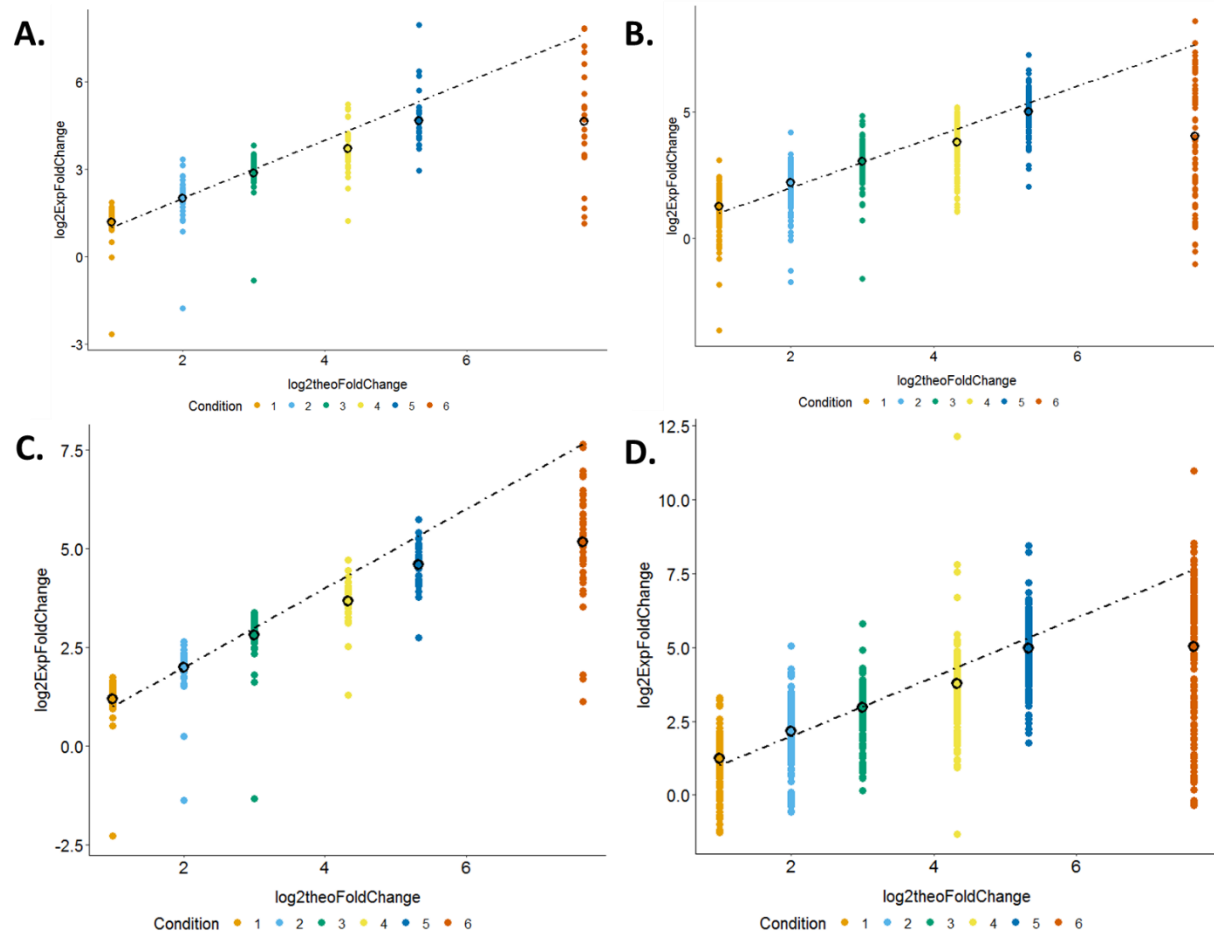 A.
log2ExpFoldChange
6
3
0
-3
2 4 6
log2theoFoldChange
Condition 1 2 3 4 5 6
B.
log2ExpFoldChange
5
0
2 4 6
log2theoFoldChange
Condition 1 2 3 4 5 6
C.
log2ExpFoldChange
7.5
5.0
2.5
0.0
-2.5
2 4 6
log2theoFoldChange
Condition 1 2 3 4 5 6
D.
log2ExpFoldChange
12.5
10.0
7.5
5.0
2.5
0.0
2 4 6
log2theoFoldChange
Condition 1 2 3 4 5 6